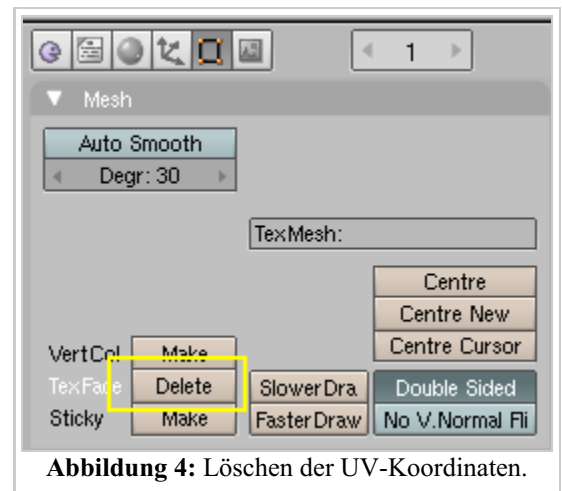 1
Mesh
Auto Smooth
Degr: 30
TexMesh:
Centre
Centre New
VertCol Make Centre Cursor
TexFace Delete SlowerDra Double Sided
Sticky Make FasterDraw No V.Normal Fli
Abbildung 4: Löschen der UV-Koordinaten.